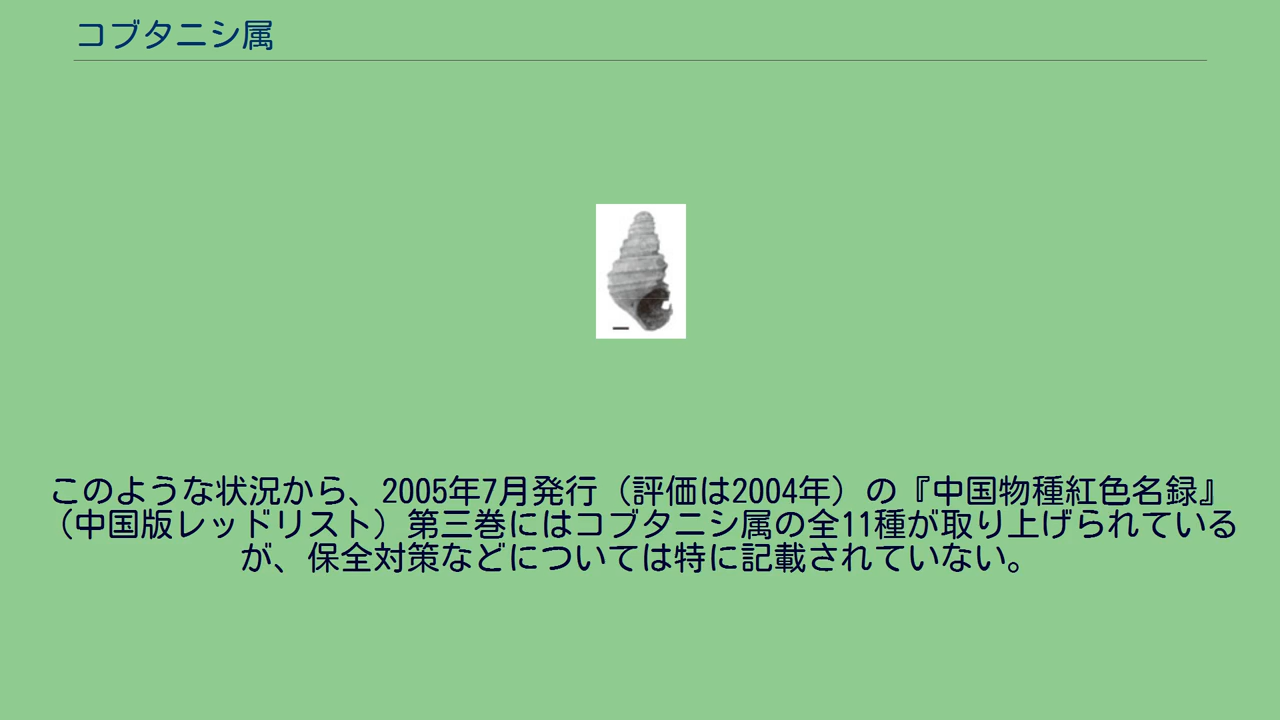 コブタニシ属
このような状況から、2005年7月発行（評価は2004年）の『中国物種紅色名録』
（中国版レッドリスト）第三巻にはコブタニシ属の全11種が取り上げられている
が、保全対策などについては特に記載されていない。